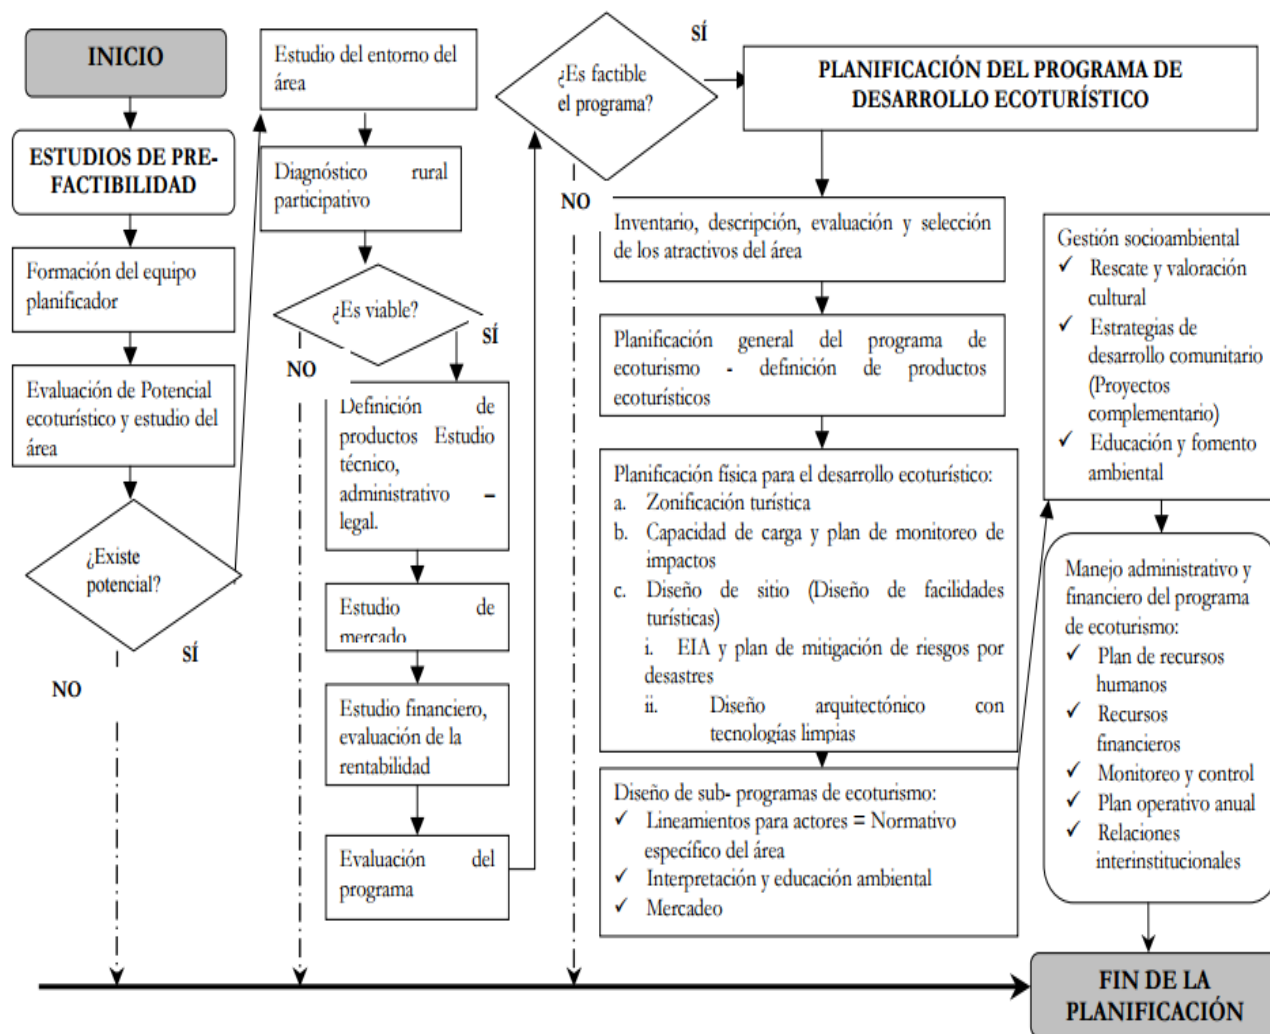 INICIO
ESTUDIOS DE PRE-
FACTIBILIDAD
Formación del equipo
planificador
Evaluación de Potencial
ecoturístico y estudio del
área
¿Existe
potencial?
SÍ
NO
Estudio del entorno del
área
Diagnóstico rural
participativo
¿Es viable?
SÍ
NO
Definición de
productos Estudio
técnico,
administrativo –
legal.
Estudio de
mercado
Estudio financiero,
evaluación de la
rentabilidad
Evaluación del
programa
¿Es factible
el programa?
SÍ
NO
PLANIFICACIÓN DEL PROGRAMA DE
DESARROLLO ECOTURÍSTICO
Inventario, descripción, evaluación y selección
de los atractivos del área
Planificación general del programa de
ecoturismo - definición de productos
ecoturísticos
Planificación física para el desarrollo ecoturístico:
a. Zonificación turística
b. Capacidad de carga y plan de monitoreo de
impactos
c. Diseño de sitio (Diseño de facilidades
turísticas)
i. EIA y plan de mitigación de riesgos por
desastres
ii. Diseño arquitectónico con
tecnologías limpias
Diseño de sub- programas de ecoturismo:
✓ Lineamientos para actores = Normativo
específico del área
✓ Interpretación y educación ambiental
✓ Mercadeo
Gestión socioambiental
✓ Rescate y valoración
cultural
✓ Estrategias de
desarrollo comunitario
(Proyectos
complementario)
✓ Educación y fomento
ambiental
Manejo administrativo y
financiero del programa
de ecoturismo:
✓ Plan de recursos
humanos
✓ Recursos
financieros
✓ Monitoreo y control
✓ Plan operativo anual
✓ Relaciones
interinstitucionales
FIN DE LA
PLANIFICACIÓN